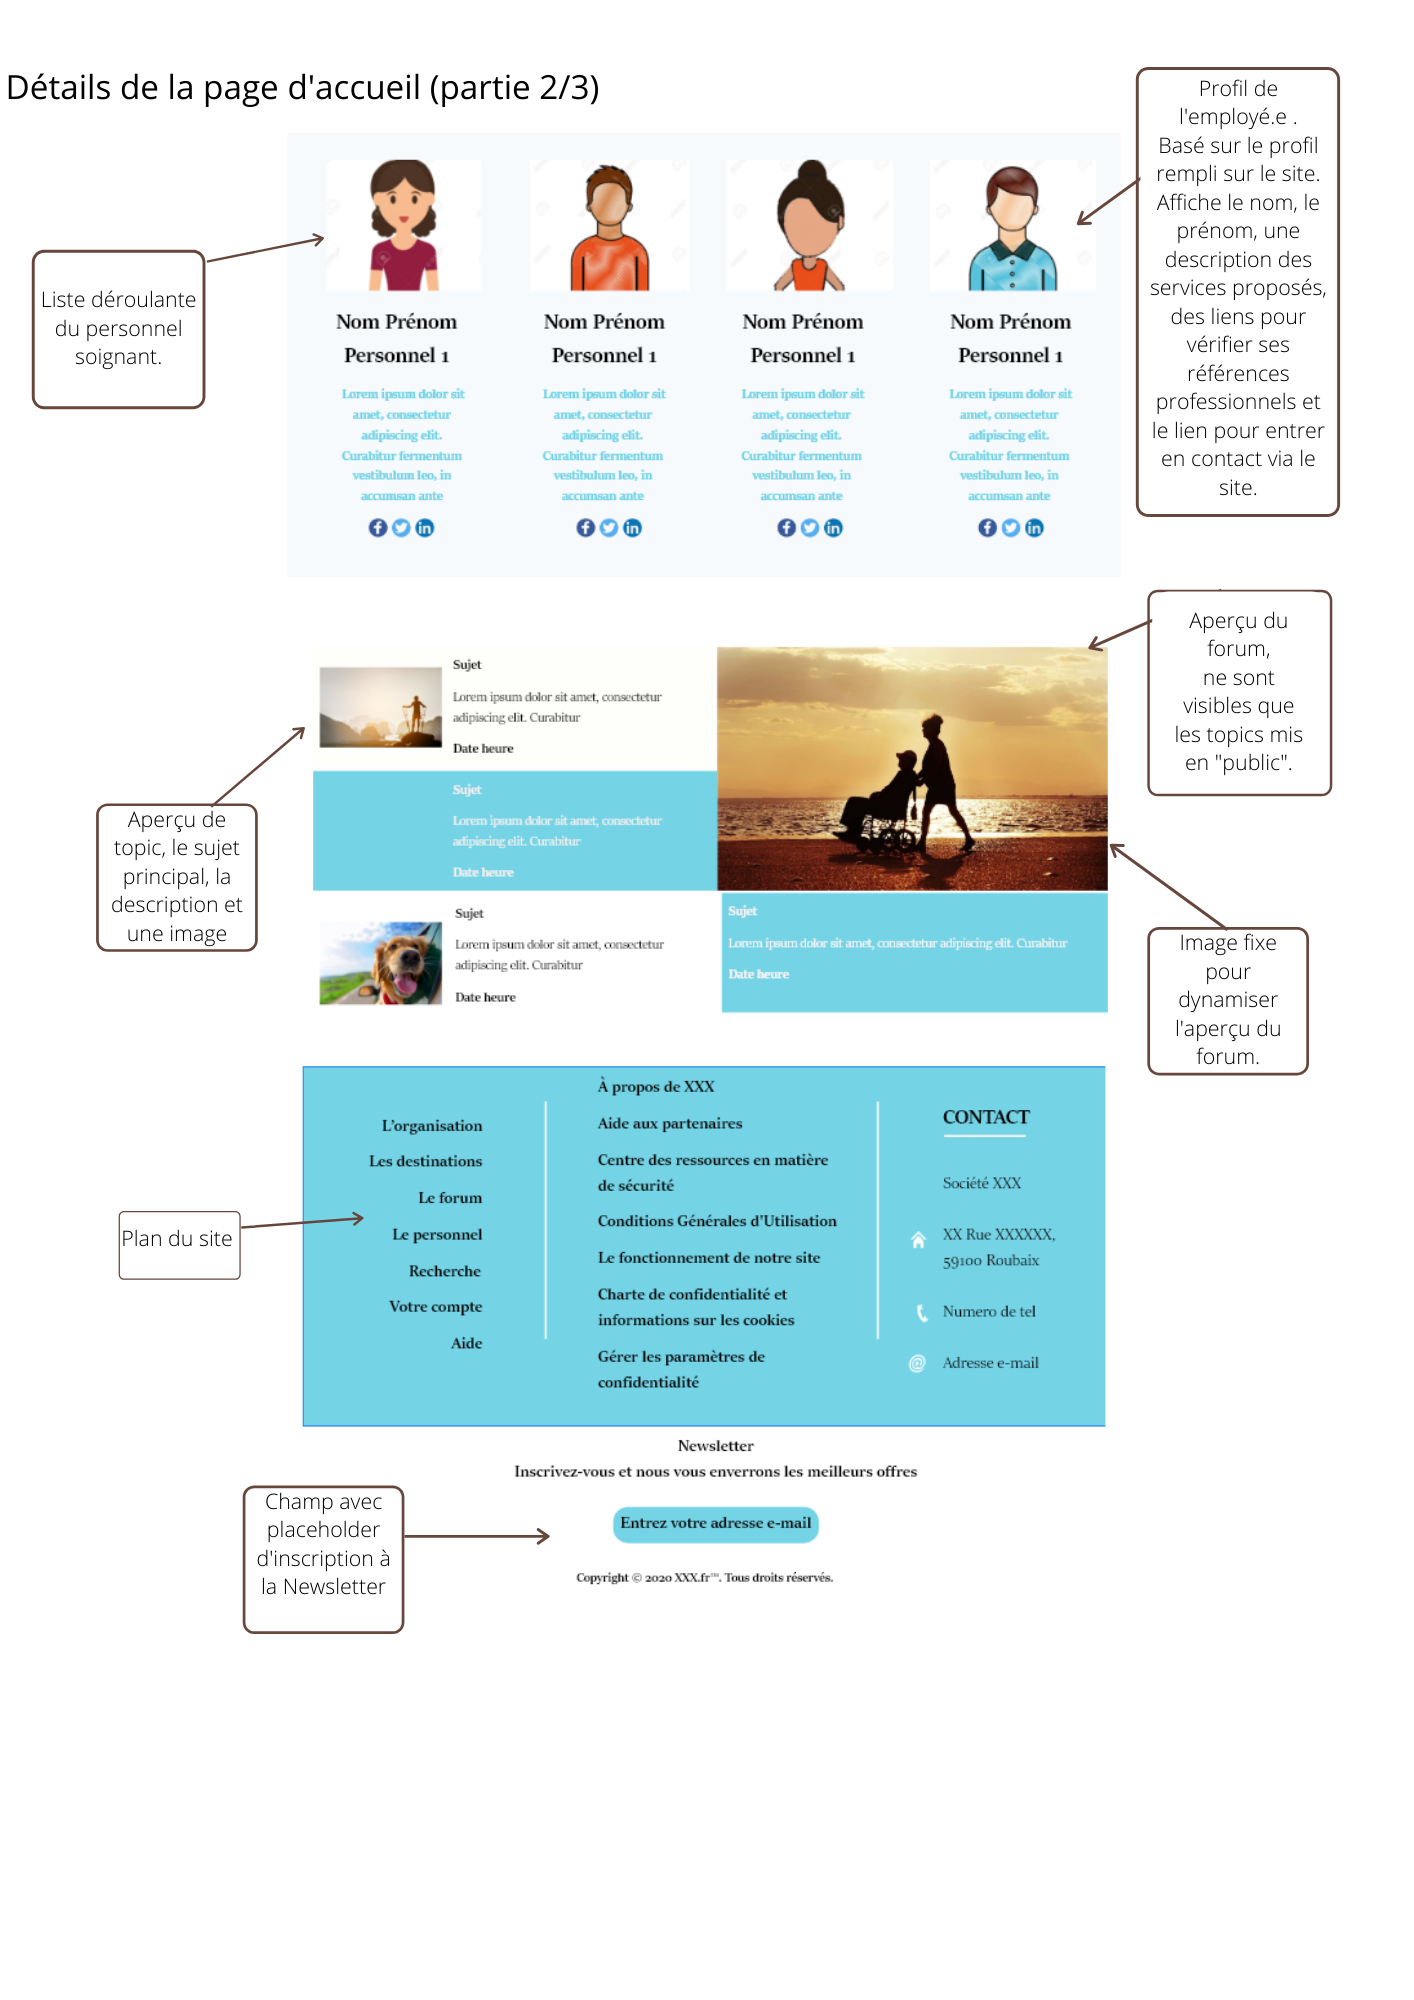 Détails de la page d'accueil (partie 2/3)
Profil de
l'employé.e .
Basé sur le profil
rempli sur le site.
Affiche le nom, le
prénom, une
description des
services proposés,
des liens pour
vérifier ses
références
professionnels et
le lien pour entrer
en contact via le
site.
Liste déroulante
du personnel
soignant.
Nom Prénom
Personnel 1
Lorem ipsum dolor sit
amet, consectetur
adipiscing elit.
Curabitur fermentum
vestibulum leo, in
accumsan ante
Nom Prénom
Personnel 1
Lorem ipsum dolor sit
amet, consectetur
adipiscing elit.
Curabitur fermentum
vestibulum leo, in
accumsan ante
Nom Prénom
Personnel 1
Lorem ipsum dolor sit
amet, consectetur
adipiscing elit.
Curabitur fermentum
vestibulum leo, in
accumsan ante
Nom Prénom
Personnel 1
Lorem ipsum dolor sit
amet, consectetur
adipiscing elit.
Curabitur fermentum
vestibulum leo, in
accumsan ante
Aperçu du
forum,
ne sont
visibles que
les topics mis
en "public".
Sujet
Lorem ipsum dolor sit amet, consectetur
adipiscing elit. Curabitur
Date heure
Sujet
Lorem ipsum dolor sit amet, consectetur
adipiscing elit. Curabitur
Date heure
Aperçu de
topic, le sujet
principal, la
description et
une image
Sujet
Lorem ipsum dolor sit amet, consectetur
adipiscing elit. Curabitur
Date heure
Sujet
Lorem ipsum dolor sit amet, consectetur adipiscing elit. Curabitur
Date heure
Image fixe
pour
dynamiser
l'aperçu du
forum.
Plan du site
L'organisation
Les destinations
Le forum
Le personnel
Recherche
Votre compte
Aide
À propos de XXX
Aide aux partenaires
Centre des ressources en matière
de sécurité
Conditions Générales d'Utilisation
Le fonctionnement de notre site
Charte de confidentialité et
informations sur les cookies
Gérer les paramètres de
confidentialité
CONTACT
Société XXX
XX Rue XXXXXX,
59100 Roubaix
Numero de tel
Adresse e-mail
Newsletter
Inscrivez-vous et nous vous enverrons les meilleurs offres
Champ avec
placeholder
d'inscription à
la Newsletter
Entrez votre adresse e-mail
Copyright © 2020 XXX.fr™. Tous droits réservés.